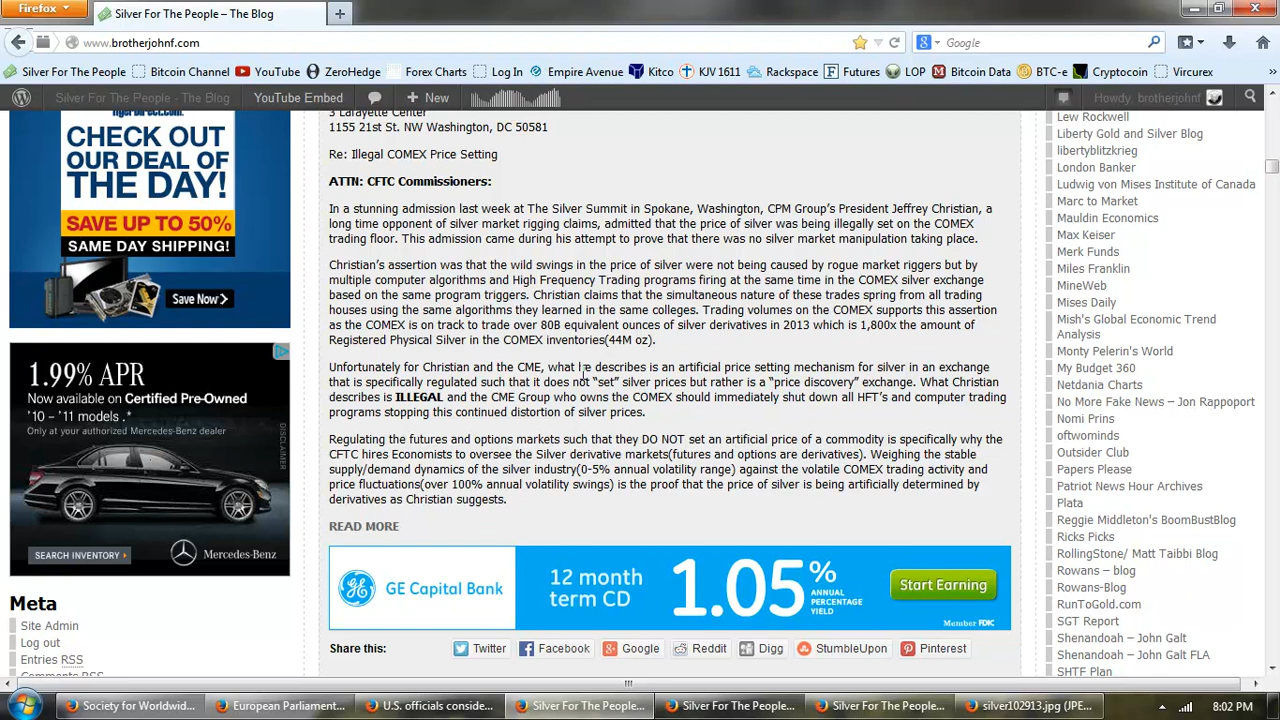 Firefox
Silver For The People – The Blog
www.brotherjohnf.com
Google
Silver For The People
Bitcoin Channel
YouTube
ZeroHedge
Forex Charts
Log In
Empire Avenue
Kitco
KJV 1611
Rackspace
Futures
LOP
Bitcoin Data
BTC-e
Cryptocoin
Vircurex
»
Silver For The People - The Blog
YouTube Embed
New
Howdy, brotherjohnf
TigerDirect.com
CHECK OUT
OUR DEAL OF
THE DAY!
SAVE UP TO 50%
SAME DAY SHIPPING!
Save Now
1.99% APR
Now available on Certified Pre-Owned
'10 – '11 models .*
Only at your authorized Mercedes-Benz dealer
DISCLAIMER
SEARCH INVENTORY
Mercedes-Benz
Meta
Site Admin
Log out
Entries RSS
Comments RSS
3 Lafayette Center
1155 21st St. NW Washington, DC 50581
Re: Illegal COMEX Price Setting
ATTN: CFTC Commissioners:
In a stunning admission last week at The Silver Summit in Spokane, Washington, CPM Group's President Jeffrey Christian, a
long time opponent of silver market rigging claims, admitted that the price of silver was being illegally set on the COMEX
trading floor. This admission came during his attempt to prove that there was no silver market manipulation taking place.
Christian's assertion was that the wild swings in the price of silver were not being caused by rogue market riggers but by
multiple computer algorithms and High Frequency Trading programs firing at the same time in the COMEX silver exchange
based on the same program triggers. Christian claims that the simultaneous nature of these trades spring from all trading
houses using the same algorithms they learned in the same colleges. Trading volumes on the COMEX supports this assertion
as the COMEX is on track to trade over 80B equivalent ounces of silver derivatives in 2013 which is 1,800x the amount of
Registered Physical Silver in the COMEX inventories(44M oz).
Unfortunately for Christian and the CME, what he describes is an artificial price setting mechanism for silver in an exchange
that is specifically regulated such that it does not “set” silver prices but rather is a “price discovery” exchange. What Christian
describes is ILLEGAL and the CME Group who owns the COMEX should immediately shut down all HFT's and computer trading
programs stopping this continued distortion of silver prices.
Regulating the futures and options markets such that they DO NOT set an artificial price of a commodity is specifically why the
CFTC hires Economists to oversee the Silver derivative markets(futures and options are derivatives). Weighing the stable
supply/demand dynamics of the silver industry(0-5% annual volatility range) against the volatile COMEX trading activity and
price fluctuations(over 100% annual volatility swings) is the proof that the price of silver is being artificially determined by
derivatives as Christian suggests.
READ MORE
GE Capital Bank
12 month
term CD
1.05%
ANNUAL
PERCENTAGE
YIELD
Start Earning
Member FDIC
Share this:
Twitter
Facebook
Google
Reddit
Digg
StumbleUpon
Pinterest
Lew Rockwell
Liberty Gold and Silver Blog
libertyblitzkrieg
London Banker
Ludwig von Mises Institute of Canada
Marc to Market
Mauldin Economics
Max Keiser
Merk Funds
Miles Franklin
MineWeb
Mises Daily
Mish's Global Economic Trend
Analysis
Monty Pelerin's World
My Budget 360
Netdania Charts
No More Fake News - Jon Rappoport
Nomi Prins
oftwominds
Outsider Club
Papers Please
Patriot News Hour Archives
Plata
Reggie Middleton's BoomBustBlog
Ricks Picks
RollingStone/ Matt Taibbi Blog
Rowans – blog
Rowans-Blog
RunToGold.com
SGT Report
Shenandoah – John Galt
Shenandoah – John Galt FLA
SHTF Plan
Society for Worldwid...
European Parliament...
U.S. officials conside...
Silver For The People...
Silver For The People...
Silver For The People...
silver102913.jpg (JPE...
8:02 PM